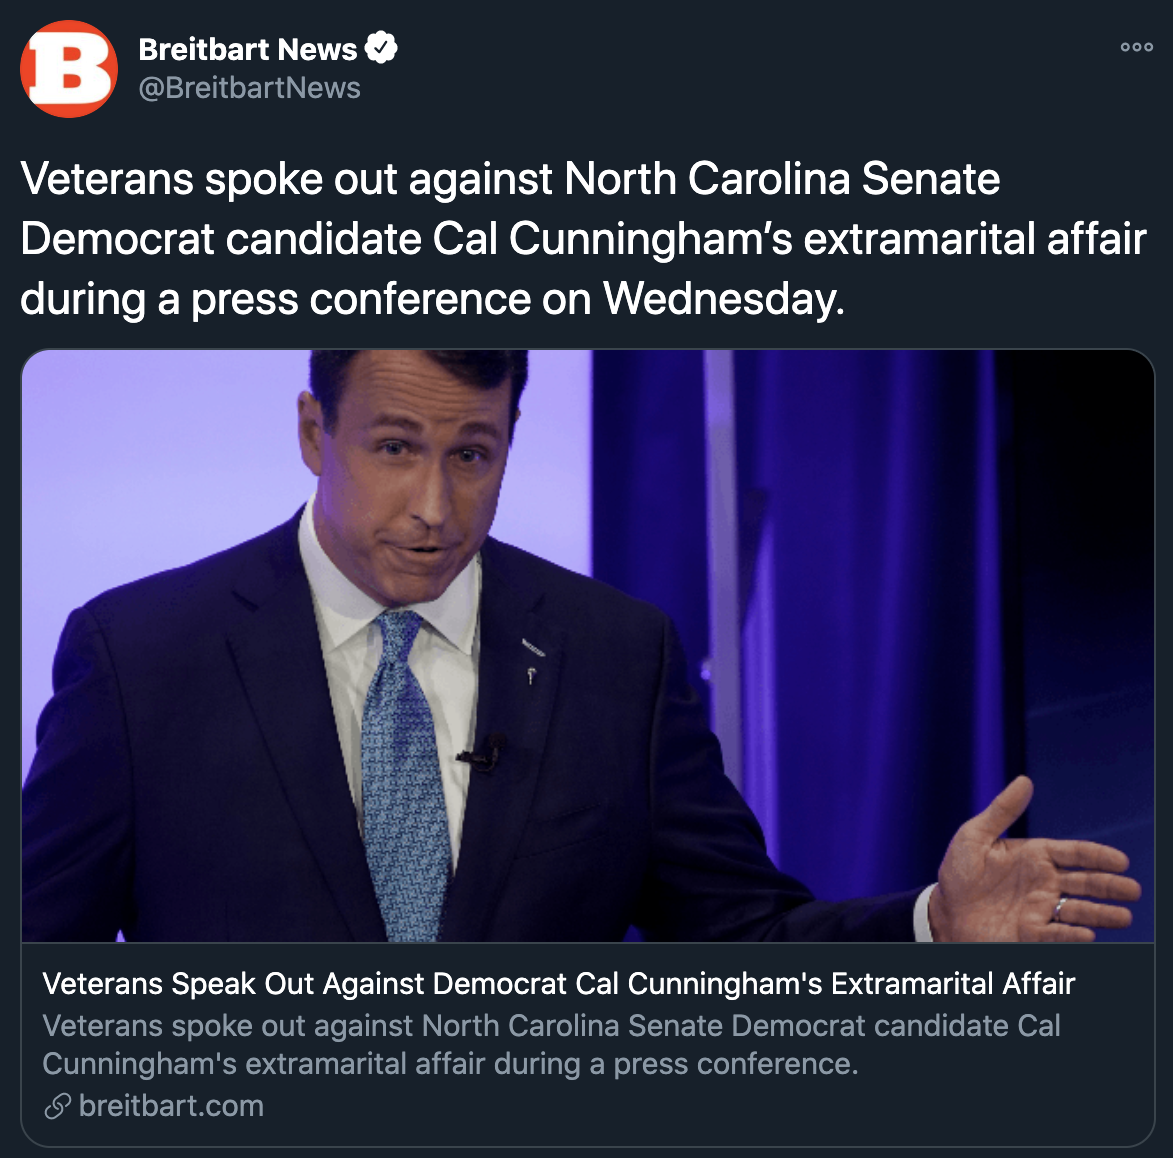 B
Breitbart News
@BreitbartNews
Veterans spoke out against North Carolina Senate
Democrat candidate Cal Cunningham’s extramarital affair
during a press conference on Wednesday.
Veterans Speak Out Against Democrat Cal Cunningham's Extramarital Affair
Veterans spoke out against North Carolina Senate Democrat candidate Cal
Cunningham's extramarital affair during a press conference.
breitbart.com